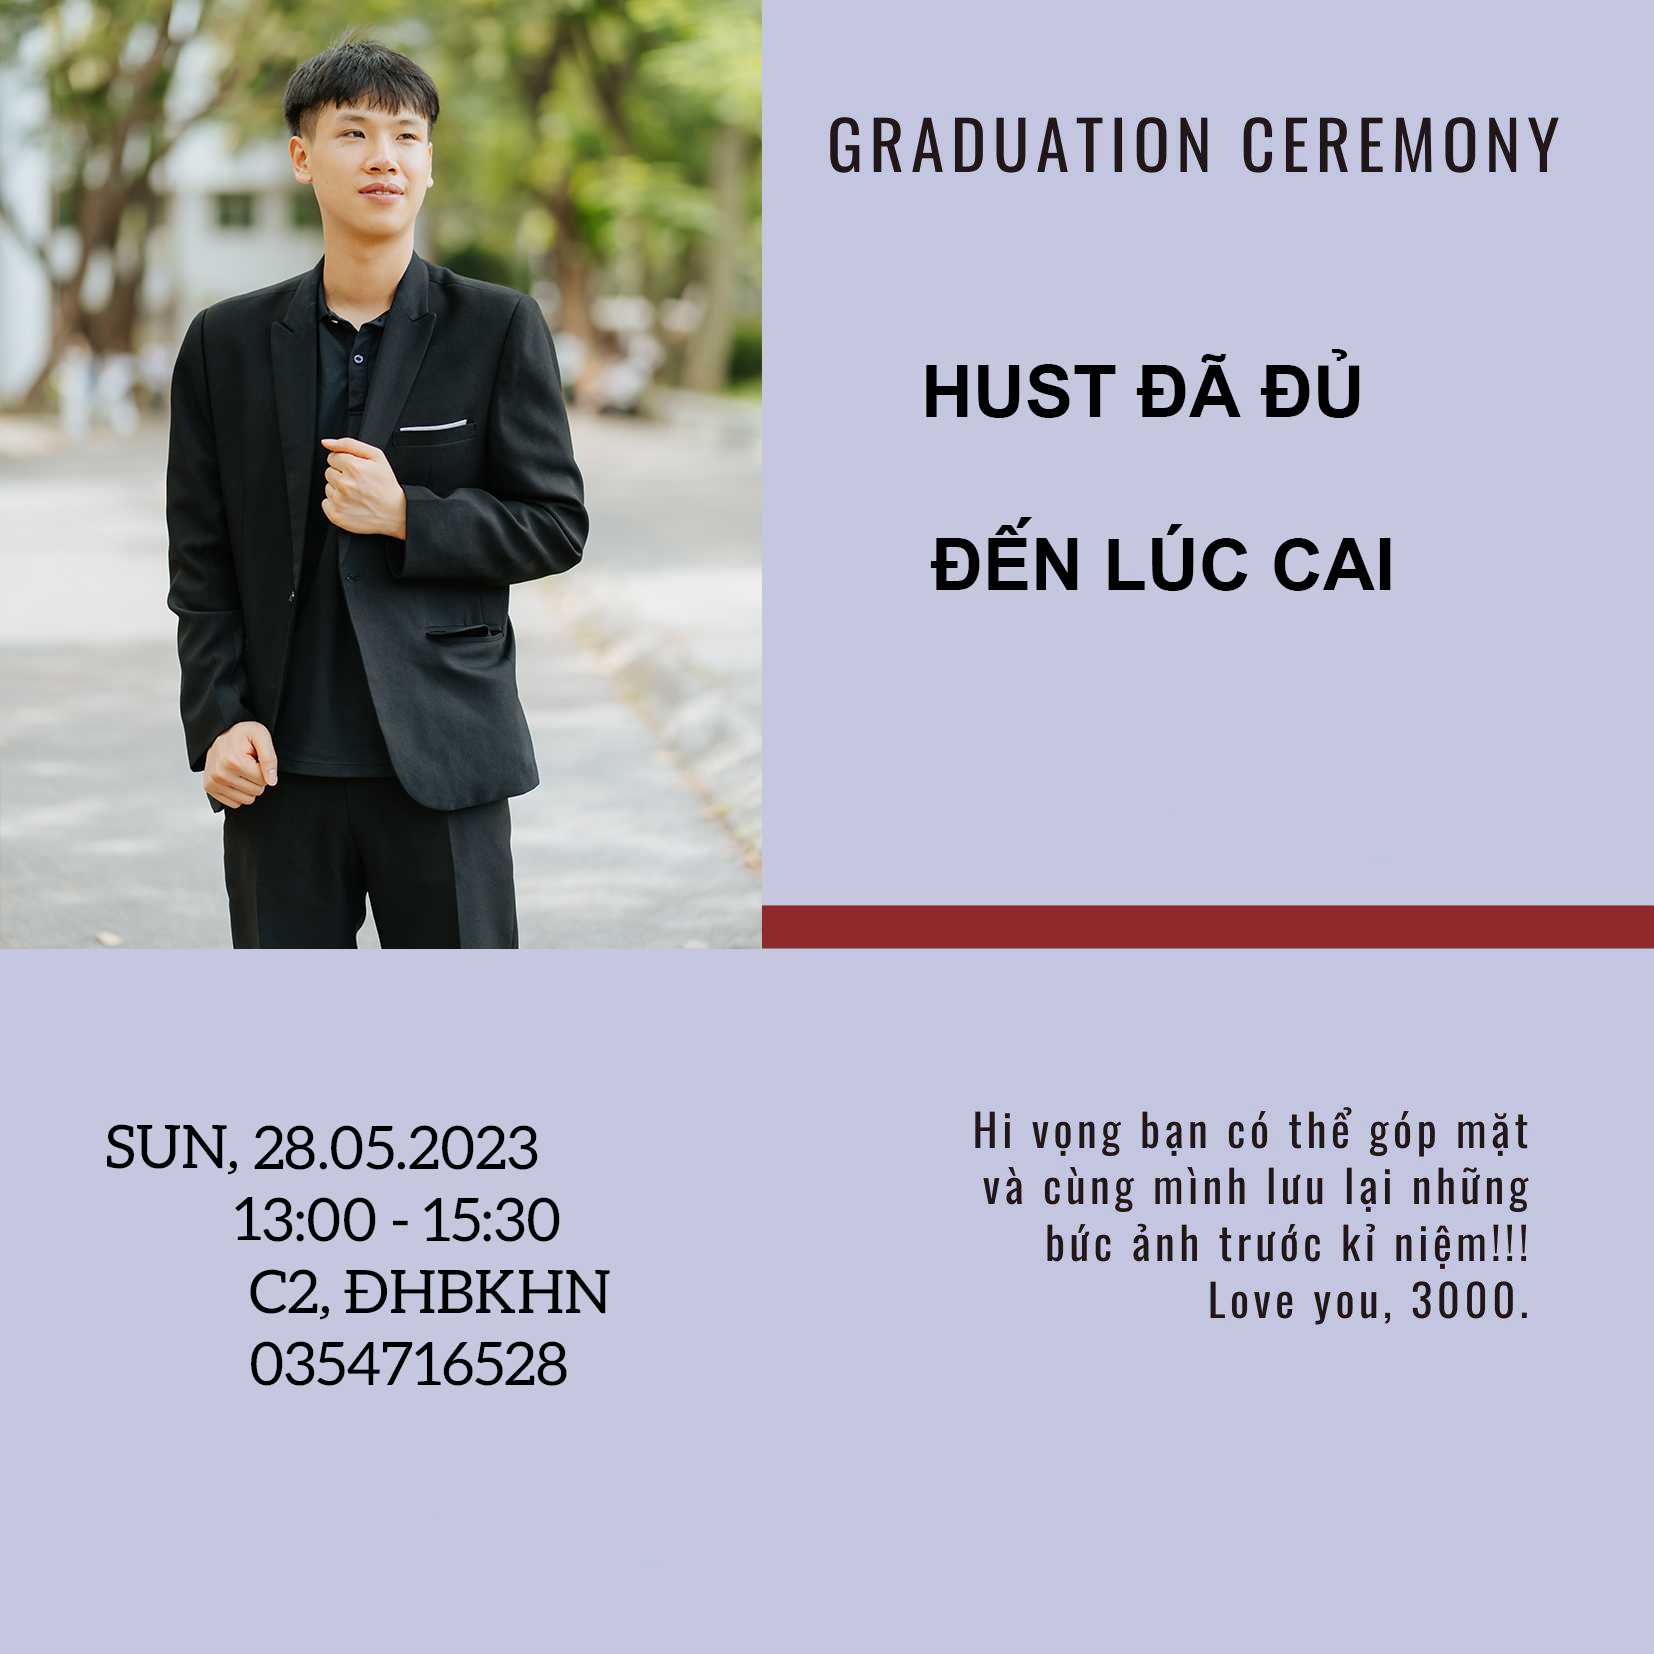 GRADUATION CEREMONY
HUST ĐÃ ĐỦ
ĐẾN LÚC CAI
SUN, 28.05.2023
13:00 - 15:30
C2, ĐHBKHN
0354716528
Hi vọng bạn có thể góp mặt
và cùng mình lưu lại những
bức ảnh trước kỉ niệm!!!
Love you, 3000.